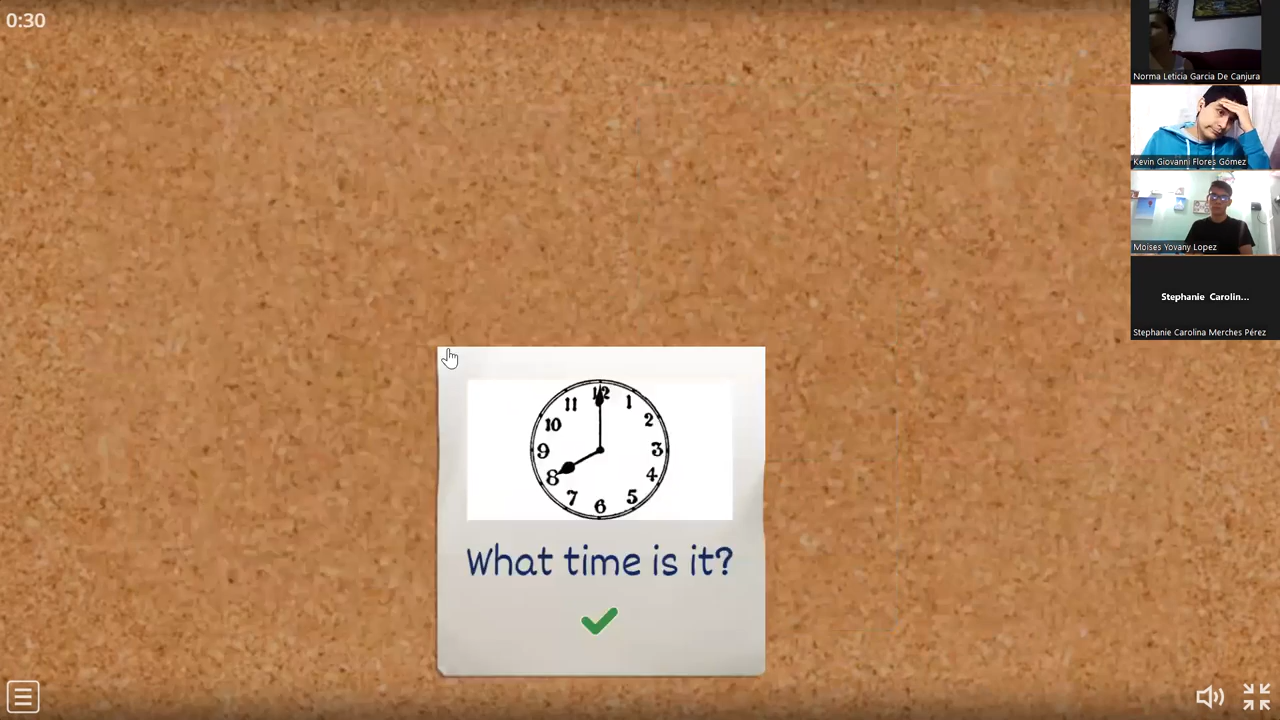 0:30
Norma Leticia Garcia De Canjura
Kevin Giovanni Flores Gómez
Moises Yovany Lopez
Stephanie Carolin...
Stephanie Carolina Merches Pérez
12
11 1
10 2
9 3
8 4
7 5
6
What time is it?